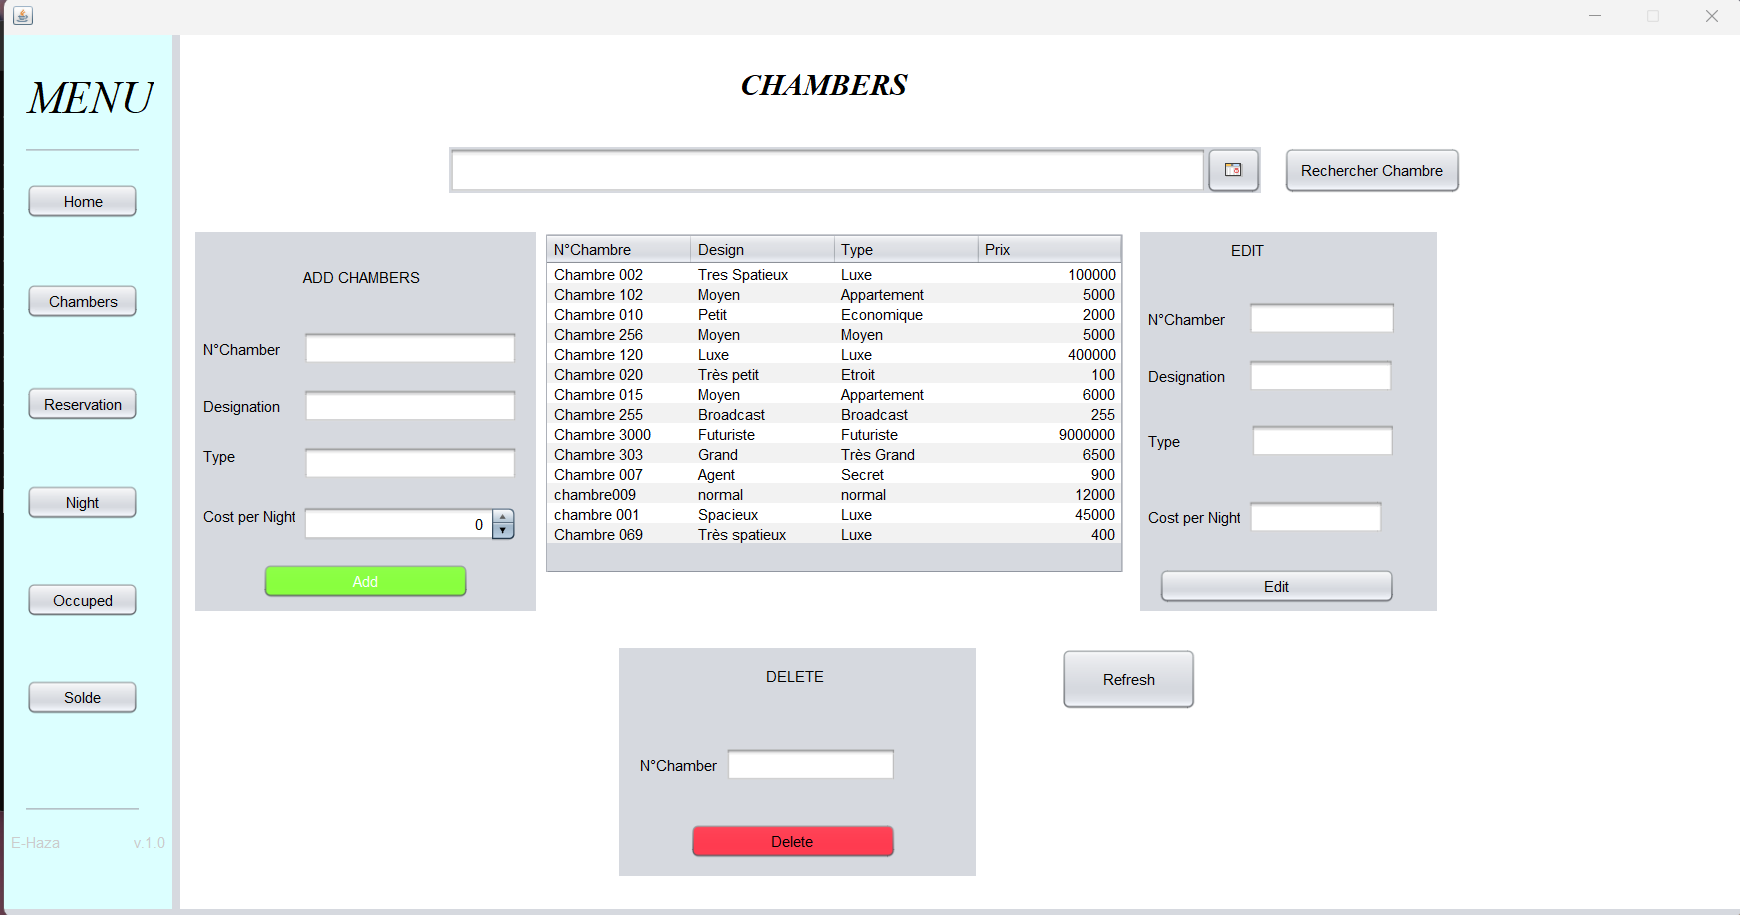 MENU
Home
Chambers
Reservation
Night
Occuped
Solde
E-Haza v.1.0
CHAMBERS
Rechercher Chambre
ADD CHAMBERS
N°Chamber
Designation
Type
Cost per Night 0
Add
N°Chambre Design Type Prix
Chambre 002 Tres Spatieux Luxe 100000
Chambre 102 Moyen Appartement 5000
Chambre 010 Petit Economique 2000
Chambre 256 Moyen Moyen 5000
Chambre 120 Luxe Luxe 400000
Chambre 020 Très petit Etroit 100
Chambre 015 Moyen Appartement 6000
Chambre 255 Broadcast Broadcast 255
Chambre 3000 Futuriste Futuriste 9000000
Chambre 303 Grand Très Grand 6500
Chambre 007 Agent Secret 900
chambre009 normal normal 12000
chambre 001 Spacieux Luxe 45000
Chambre 069 Très spatieux Luxe 400
EDIT
N°Chamber
Designation
Type
Cost per Night
Edit
DELETE
N°Chamber
Delete
Refresh